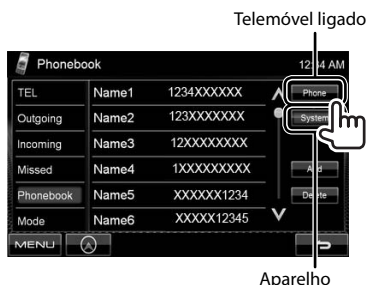 Telemóvel ligado
Phonebook 12:34 AM
TEL Name1 1234XXXXXX Phone
Outgoing Name2 123XXXXXXX System
Incoming Name3 12XXXXXXXX
Missed Name4 1XXXXXXXXX Add
Phonebook Name5 XXXXXX1234 Delete
Mode Name6 XXXXX12345
MENU
Aparelho